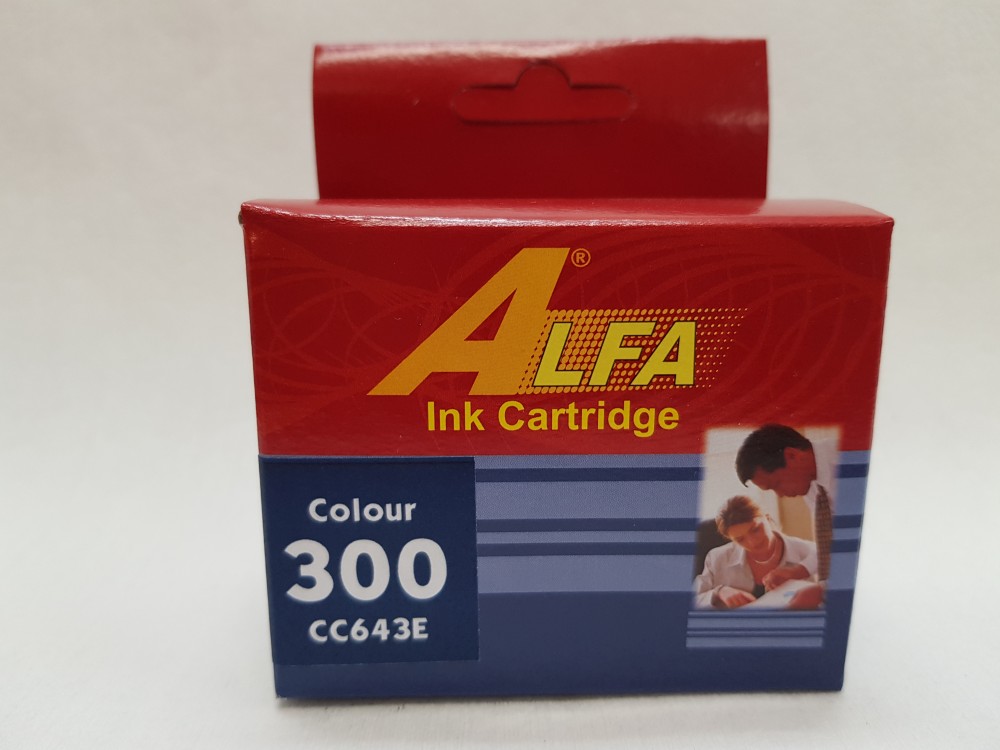 ALFA®
Ink Cartridge
Colour
300
CC643E